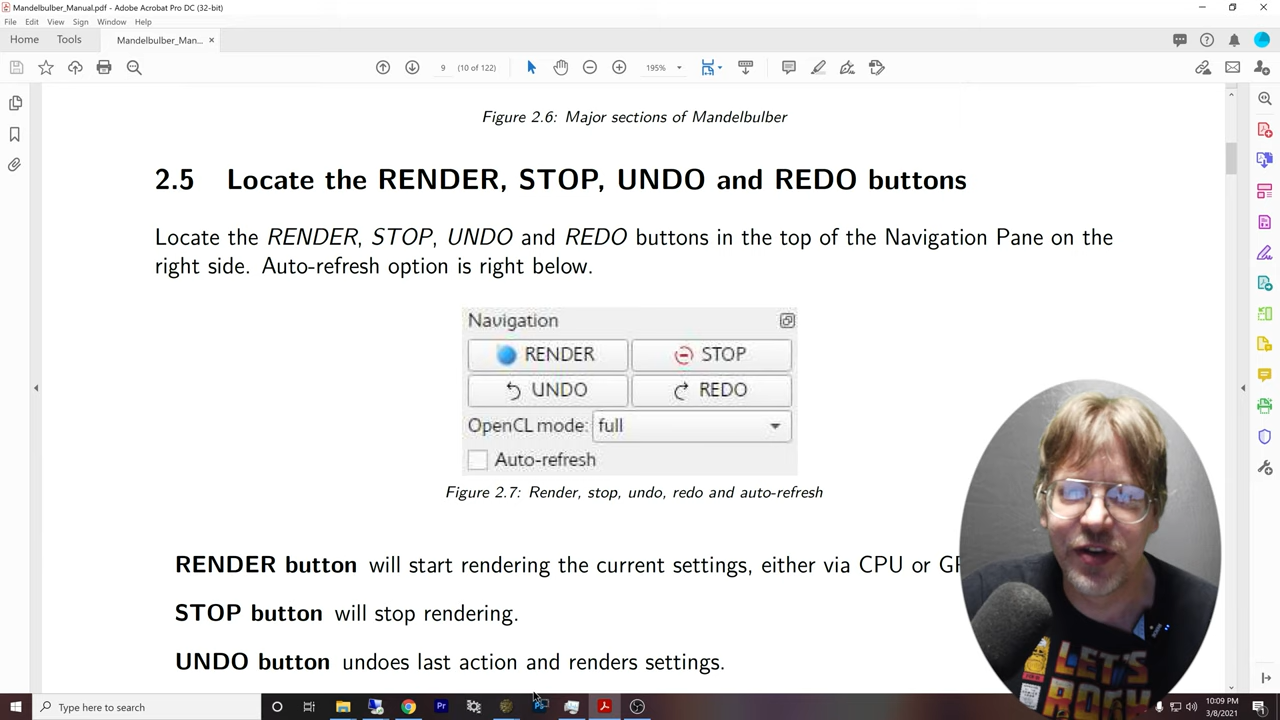 Mandelbulber_Manual.pdf - Adobe Acrobat Pro DC (32-bit)
File Edit View Sign Window Help
Home Tools Mandelbulber_Man... ×
9 (10 of 122) 195%
Figure 2.6: Major sections of Mandelbulber
2.5 Locate the RENDER, STOP, UNDO and REDO buttons
Locate the RENDER, STOP, UNDO and REDO buttons in the top of the Navigation Pane on the
right side. Auto-refresh option is right below.
Navigation
RENDER STOP
UNDO REDO
OpenCL mode: full
Auto-refresh
Figure 2.7: Render, stop, undo, redo and auto-refresh
RENDER button will start rendering the current settings, either via CPU or
STOP button will stop rendering.
UNDO button undoes last action and renders settings.
LET'S
ROCK
Type here to search
10:09 PM
3/8/2021